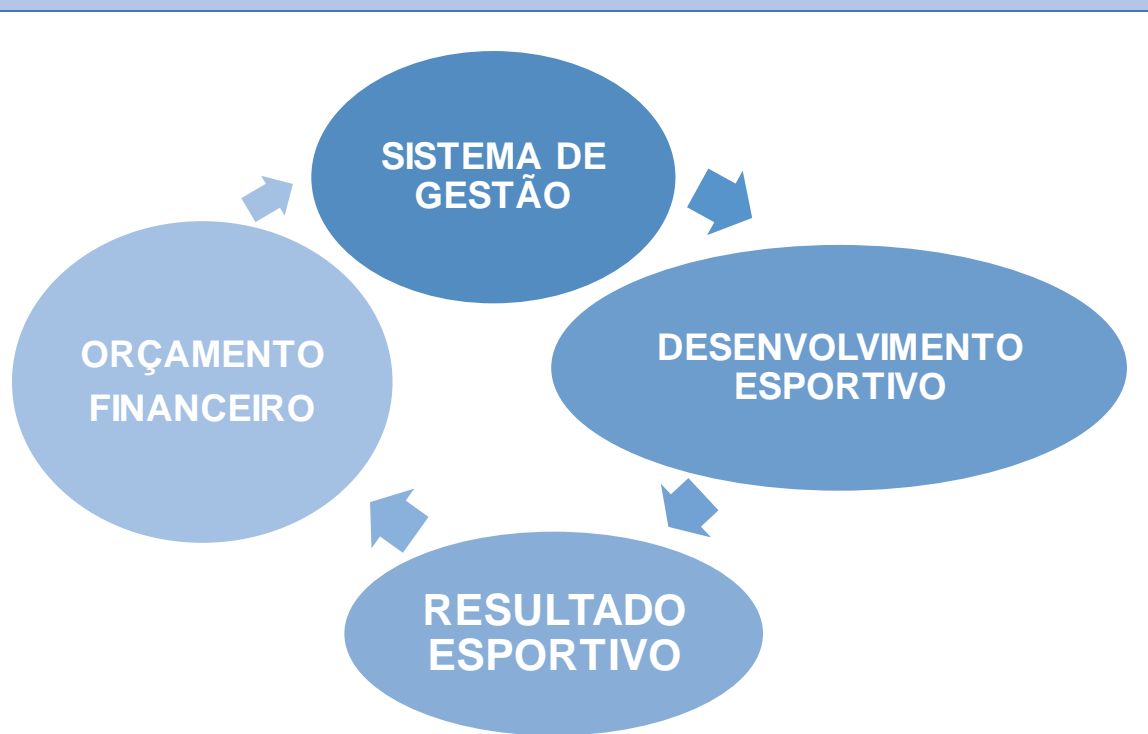 SISTEMA DE
GESTÃO
DESENVOLVIMENTO
ESPORTIVO
ORÇAMENTO
FINANCEIRO
RESULTADO
ESPORTIVO